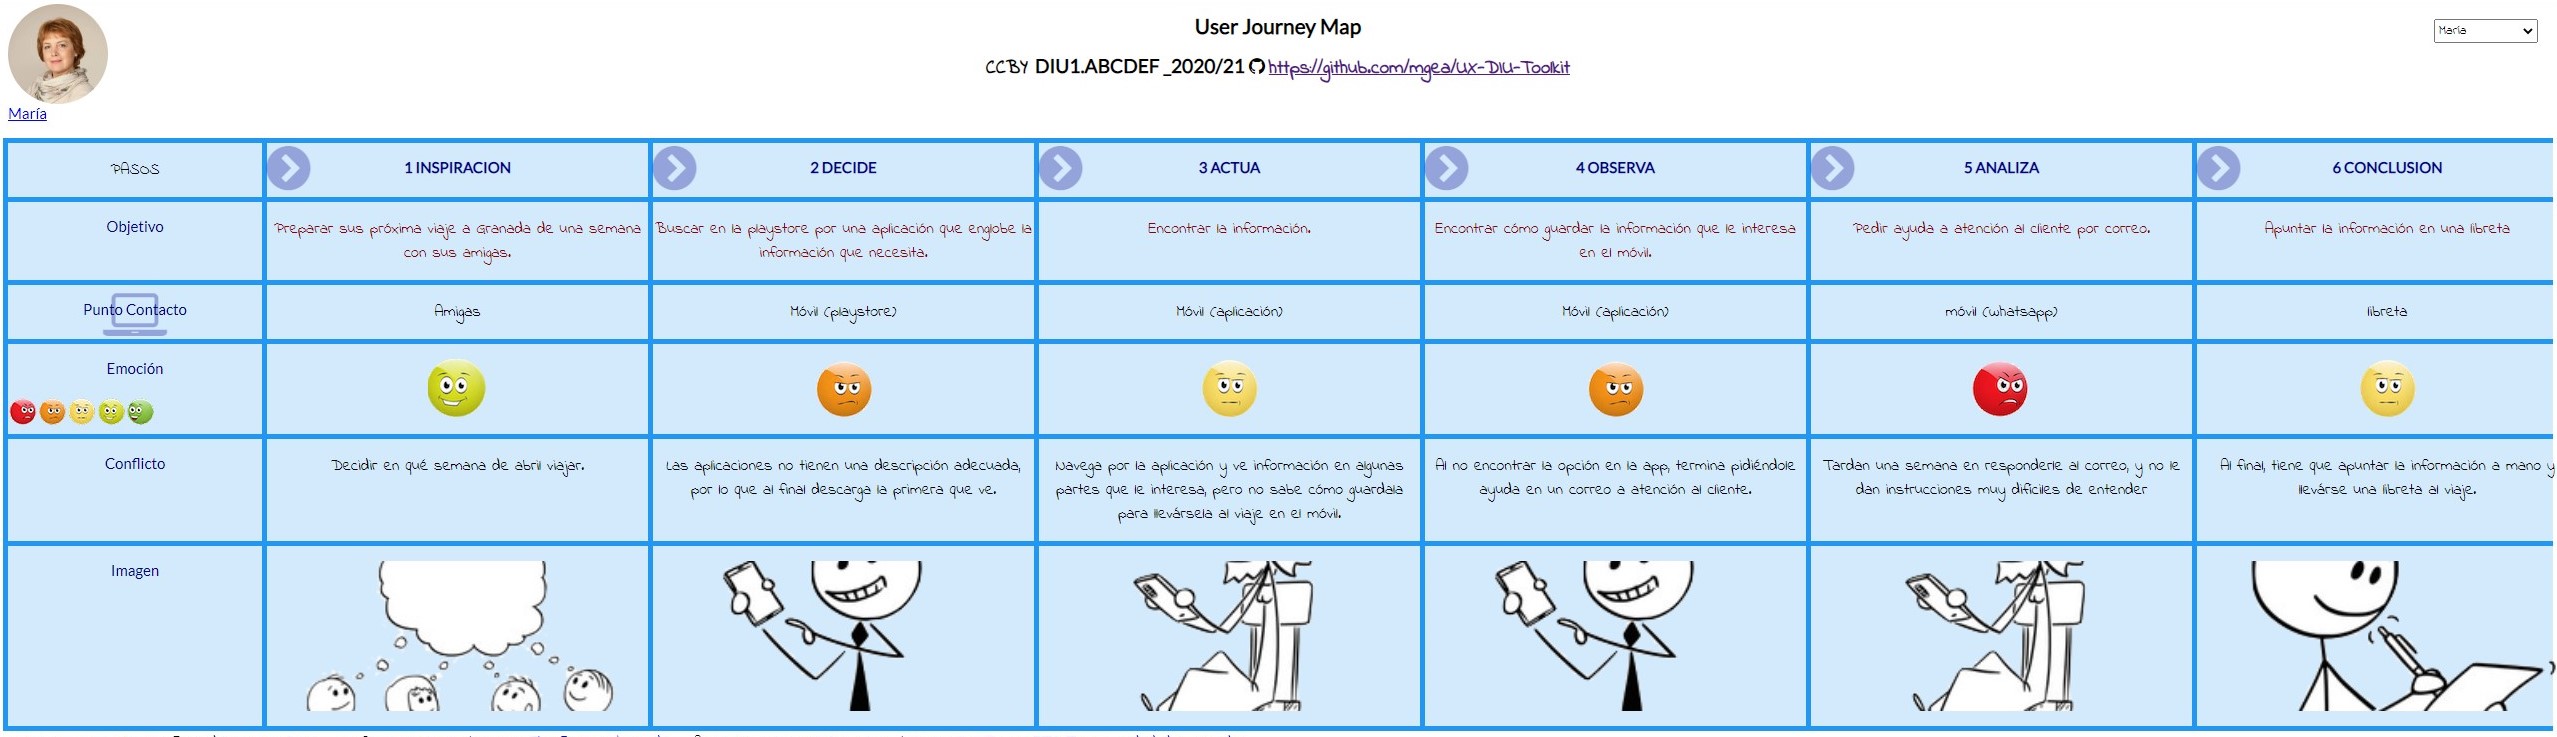 User Journey Map
María
CCBY DIU1.ABCDEF _2020/21 https://github.com/mgea/UX-DIU-Toolkit
María
PASOS
1 INSPIRACION
2 DECIDE
3 ACTUA
4 OBSERVA
5 ANALIZA
6 CONCLUSION
Objetivo
Preparar sus próxima viaje a Granada de una semana
con sus amigas.
Buscar en la playstore por una aplicación que englobe la
información que necesita.
Encontrar la información.
Encontrar cómo guardar la información que le interesa
en el móvil.
Pedir ayuda a atención al cliente por correo.
Apuntar la información en una libreta
Punto Contacto
Amigas
Móvil (playstore)
Móvil (aplicación)
Móvil (aplicación)
móvil (whatsapp)
libreta
Emoción
Conflicto
Decidir en qué semana de abril viajar.
Las aplicaciones no tienen una descripción adecuada,
por lo que al final descarga la primera que ve.
Navega por la aplicación y ve información en algunas
partes que le interesa, pero no sabe cómo guardala
para llevársela al viaje en el móvil.
Al no encontrar la opción en la app, termina pidiéndole
ayuda en un correo a atención al cliente.
Tardan una semana en responderle al correo, y no le
dan instrucciones muy difíciles de entender
Al final, tiene que apuntar la información a mano y
llevárse una libreta al viaje.
Imagen